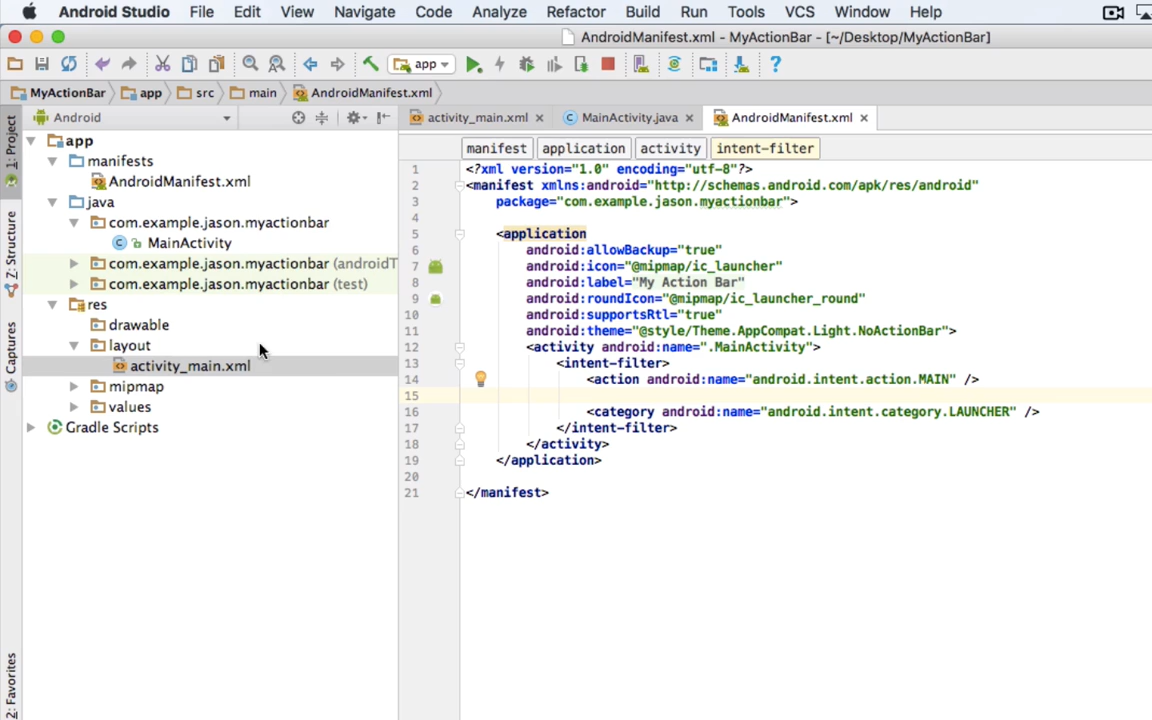 Android Studio File Edit View Navigate Code Analyze Refactor Build Run Tools VCS Window Help
AndroidManifest.xml - MyActionBar - [~/Desktop/MyActionBar]
app
MyActionBar app src main AndroidManifest.xml
Android
activity_main.xml MainActivity.java AndroidManifest.xml
manifest application activity intent-filter
1: Project
Z: Structure
Captures
2: Favorites
app
manifests
AndroidManifest.xml
java
com.example.jason.myactionbar
MainActivity
com.example.jason.myactionbar (androidT
com.example.jason.myactionbar (test)
res
drawable
layout
activity_main.xml
mipmap
values
Gradle Scripts
1 <?xml version="1.0" encoding="utf-8"?>
2 <manifest xmlns:android="http://schemas.android.com/apk/res/android"
3 package="com.example.jason.myactionbar">
4
5 <application
6 android:allowBackup="true"
7 android:icon="@mipmap/ic_launcher"
8 android:label="My Action Bar"
9 android:roundIcon="@mipmap/ic_launcher_round"
10 android:supportsRtl="true"
11 android:theme="@style/Theme.AppCompat.Light.NoActionBar">
12 <activity android:name=".MainActivity">
13 <intent-filter>
14 <action android:name="android.intent.action.MAIN" />
15
16 <category android:name="android.intent.category.LAUNCHER" />
17 </intent-filter>
18 </activity>
19 </application>
20
21 </manifest>